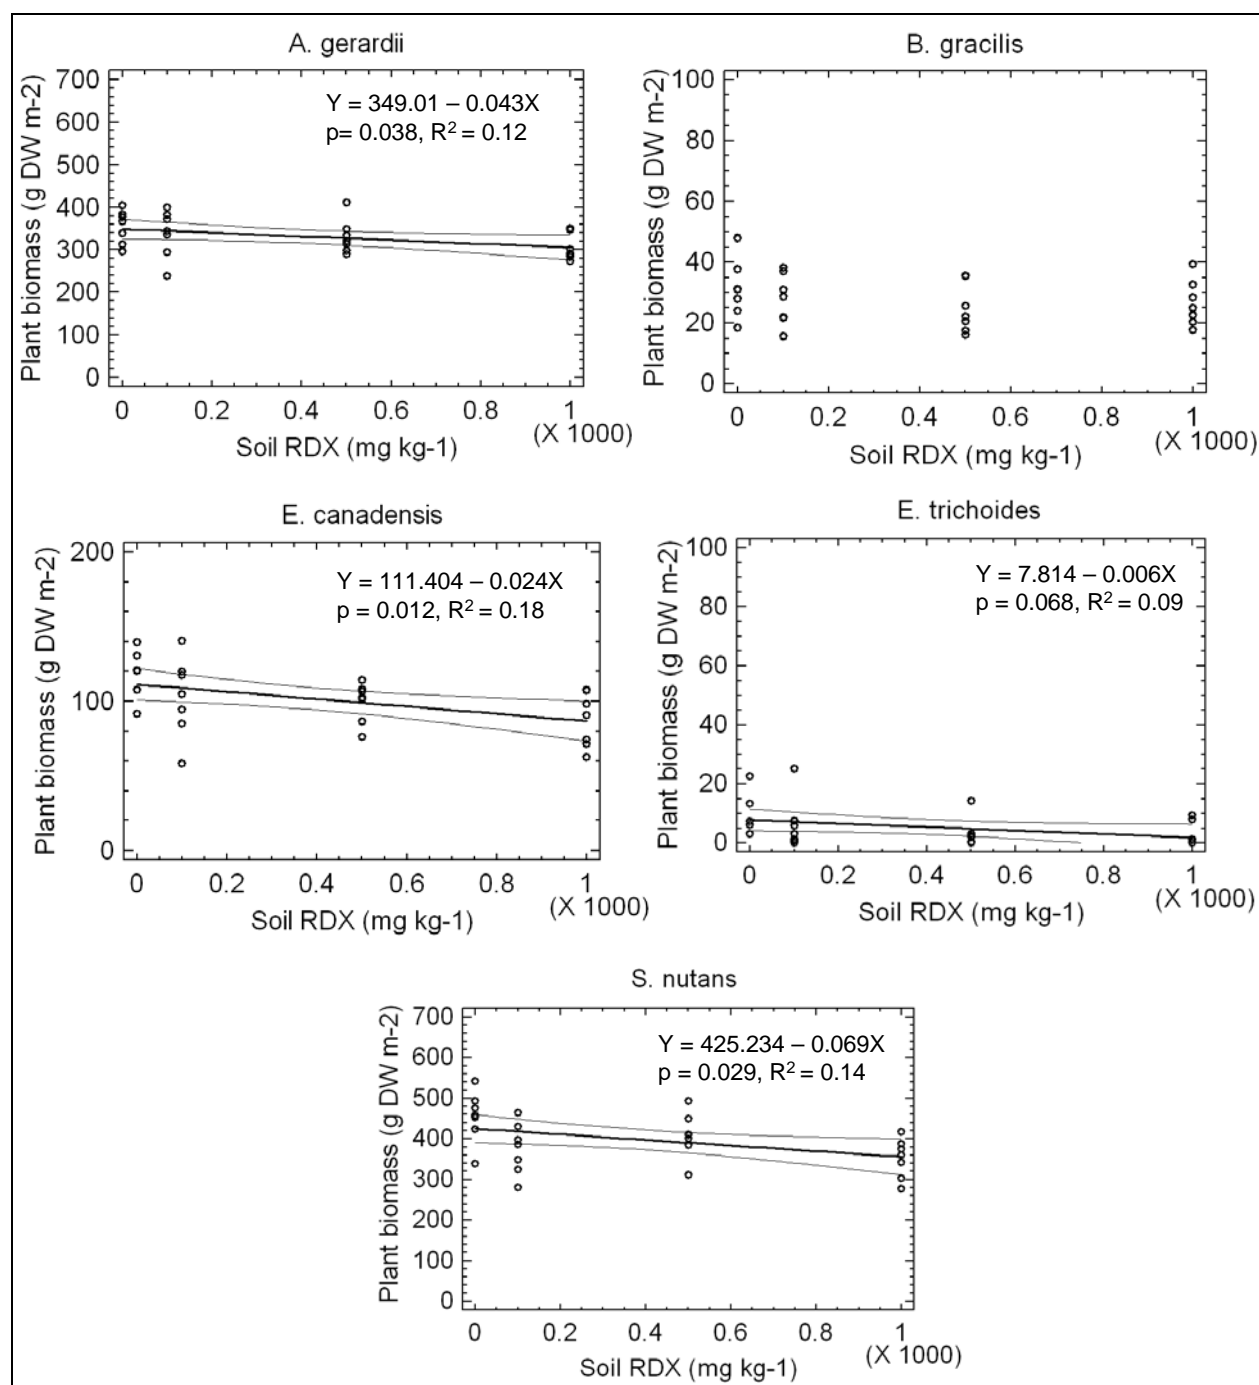 A. gerardii
Y = 349.01 – 0.043X
p= 0.038, R² = 0.12
Plant biomass (g DW m-2)
700
600
500
400
300
200
100
0
0 0.2 0.4 0.6 0.8 1
(X 1000)
Soil RDX (mg kg-1)
B. gracilis
Plant biomass (g DW m-2)
100
80
60
40
20
0
0 0.2 0.4 0.6 0.8 1
(X 1000)
Soil RDX (mg kg-1)
E. canadensis
Y = 111.404 – 0.024X
p = 0.012, R² = 0.18
Plant biomass (g DW m-2)
200
100
0
0 0.2 0.4 0.6 0.8 1
(X 1000)
Soil RDX (mg kg-1)
E. trichoides
Y = 7.814 – 0.006X
p = 0.068, R² = 0.09
Plant biomass (g DW m-2)
100
80
60
40
20
0
0 0.2 0.4 0.6 0.8 1
(X 1000)
Soil RDX (mg kg-1)
S. nutans
Y = 425.234 – 0.069X
p = 0.029, R² = 0.14
Plant biomass (g DW m-2)
700
600
500
400
300
200
100
0
0 0.2 0.4 0.6 0.8 1
(X 1000)
Soil RDX (mg kg-1)